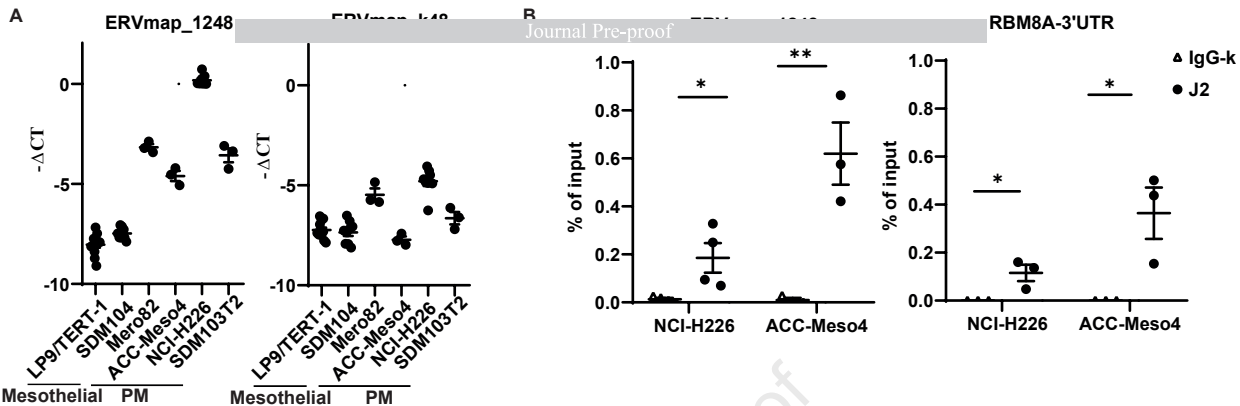 A
ERVmap_1248
ERVmap_k48
B
Journal Pre-proof
RBM8A-3'UTR
-ΔCT
0
-5
-10
LP9/TERT-1
SDM104
Mero82
ACC-Meso4
NCI-H226
SDM103T2
Mesothelial PM
-ΔCT
0
-5
-10
LP9/TERT-1
SDM104
Mero82
ACC-Meso4
NCI-H226
SDM103T2
Mesothelial PM
% of input
1.0
0.8
0.6
0.4
0.2
0.0
*
**
NCI-H226 ACC-Meso4
% of input
1.0
0.8
0.6
0.4
0.2
0.0
*
*
NCI-H226 ACC-Meso4
IgG-k
J2